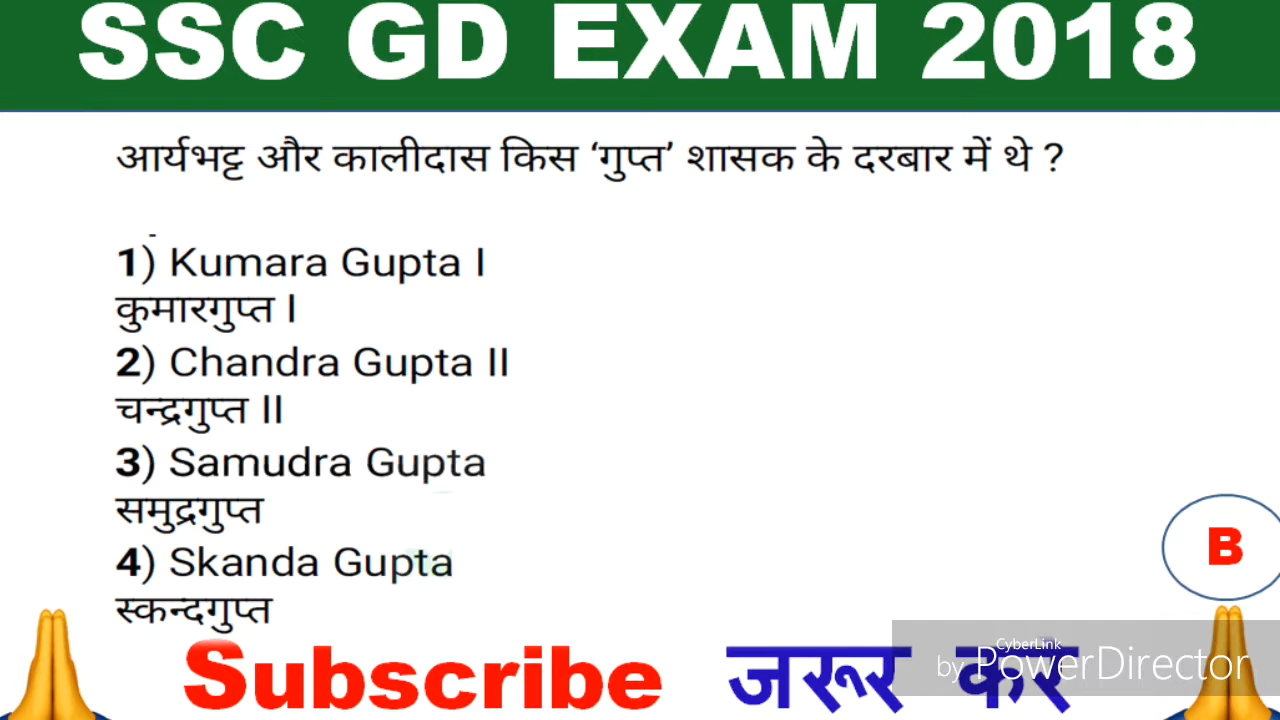 SSC GD EXAM 2018
आर्यभट्ट और कालीदास किस ‘गुप्त’ शासक के दरबार में थे ?
1) Kumara Gupta I
कुमारगुप्त I
2) Chandra Gupta II
चन्द्रगुप्त II
3) Samudra Gupta
समुद्रगुप्त
4) Skanda Gupta
स्कन्दगुप्त
B
Subscribe जरूर करें
CyberLink
by PowerDirector